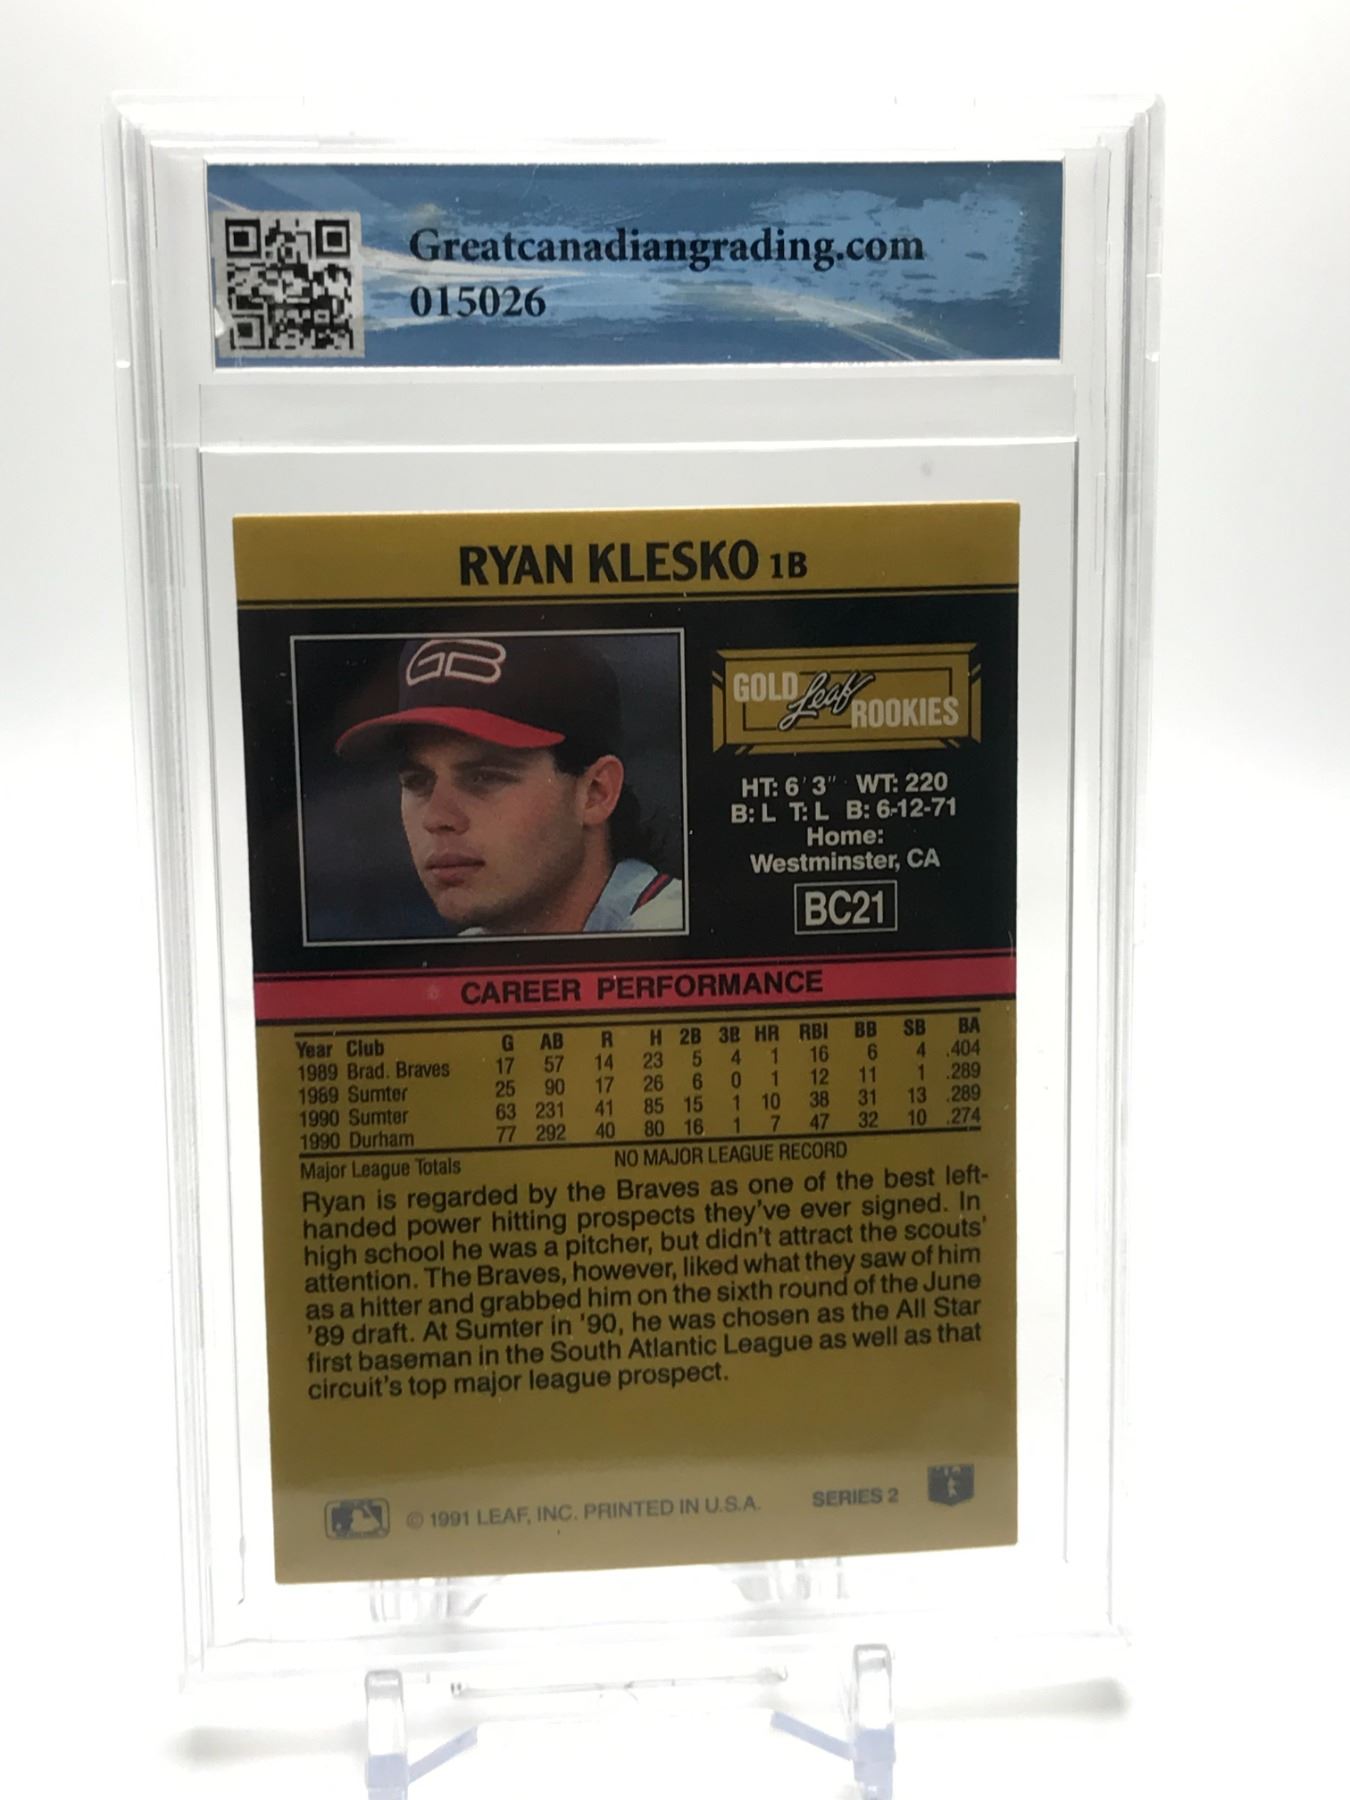 Greatcanadiangrading.com
015026
RYAN KLESKO 1B
GB
GOLD Leaf ROOKIES
HT: 6'3" WT: 220
B: L T: L B: 6-12-71
Home:
Westminster, CA
BC21
CAREER PERFORMANCE
Year Club G AB R H 2B 3B HR RBI BB SB BA
1989 Brad. Braves 17 57 14 23 5 4 1 16 6 4 .404
1989 Sumter 25 90 17 26 6 0 1 12 11 1 .289
1990 Sumter 63 231 41 85 15 1 10 38 31 13 .289
1990 Durham 77 292 40 80 16 1 7 47 32 10 .274
Major League Totals NO MAJOR LEAGUE RECORD
Ryan is regarded by the Braves as one of the best left-
handed power hitting prospects they've ever signed. In
high school he was a pitcher, but didn't attract the scouts'
attention. The Braves, however, liked what they saw of him
as a hitter and grabbed him on the sixth round of the June
'89 draft. At Sumter in '90, he was chosen as the All Star
first baseman in the South Atlantic League as well as that
circuit's top major league prospect.
© 1991 LEAF, INC. PRINTED IN U.S.A. SERIES 2